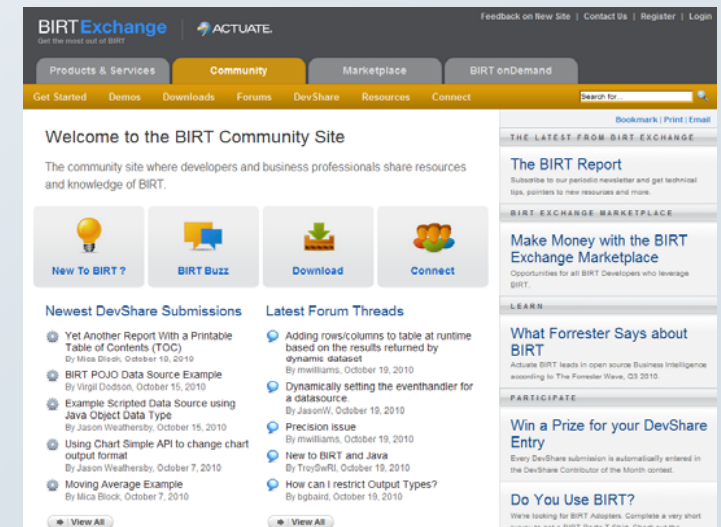 BIRT Exchange
Get the most out of BIRT
ACTUATE.
Feedback on New Site | Contact Us | Register | Login
Products & Services
Community
Marketplace
BIRT onDemand
Get Started
Demos
Downloads
Forums
DevShare
Resources
Connect
Search for...
Bookmark | Print | Email
Welcome to the BIRT Community Site
The community site where developers and business professionals share resources
and knowledge of BIRT.
New To BIRT ?
BIRT Buzz
Download
Connect
Newest DevShare Submissions
Yet Another Report With a Printable
Table of Contents (TOC)
By Mica Block, October 18, 2010
BIRT POJO Data Source Example
By Virgil Dodson, October 15, 2010
Example Scripted Data Source using
Java Object Data Type
By Jason Weathersby, October 15, 2010
Using Chart Simple API to change chart
output format
By Jason Weathersby, October 7, 2010
Moving Average Example
By Mica Block, October 7, 2010
View All
Latest Forum Threads
Adding rows/columns to table at runtime
based on the results returned by
dynamic dataset
By mwilliams, October 19, 2010
Dynamically setting the eventhandler for
a datasource.
By JasonW, October 19, 2010
Precision issue
By mwilliams, October 19, 2010
New to BIRT and Java
By TroySwRI, October 19, 2010
How can I restrict Output Types?
By bgbaird, October 19, 2010
View All
THE LATEST FROM BIRT EXCHANGE
The BIRT Report
Subscribe to our periodic newsletter and get technical
tips, pointers to new resources and more.
BIRT EXCHANGE MARKETPLACE
Make Money with the BIRT
Exchange Marketplace
Opportunities for all BIRT Developers who leverage
BIRT.
LEARN
What Forrester Says about
BIRT
Actuate BIRT leads in open source Business Intelligence
according to The Forrester Wave, Q3 2010.
PARTICIPATE
Win a Prize for your DevShare
Entry
Every DevShare submission is automatically entered in
the DevShare Contributor of the Month contest.
Do You Use BIRT?
We're looking for BIRT Adopters. Complete a very short